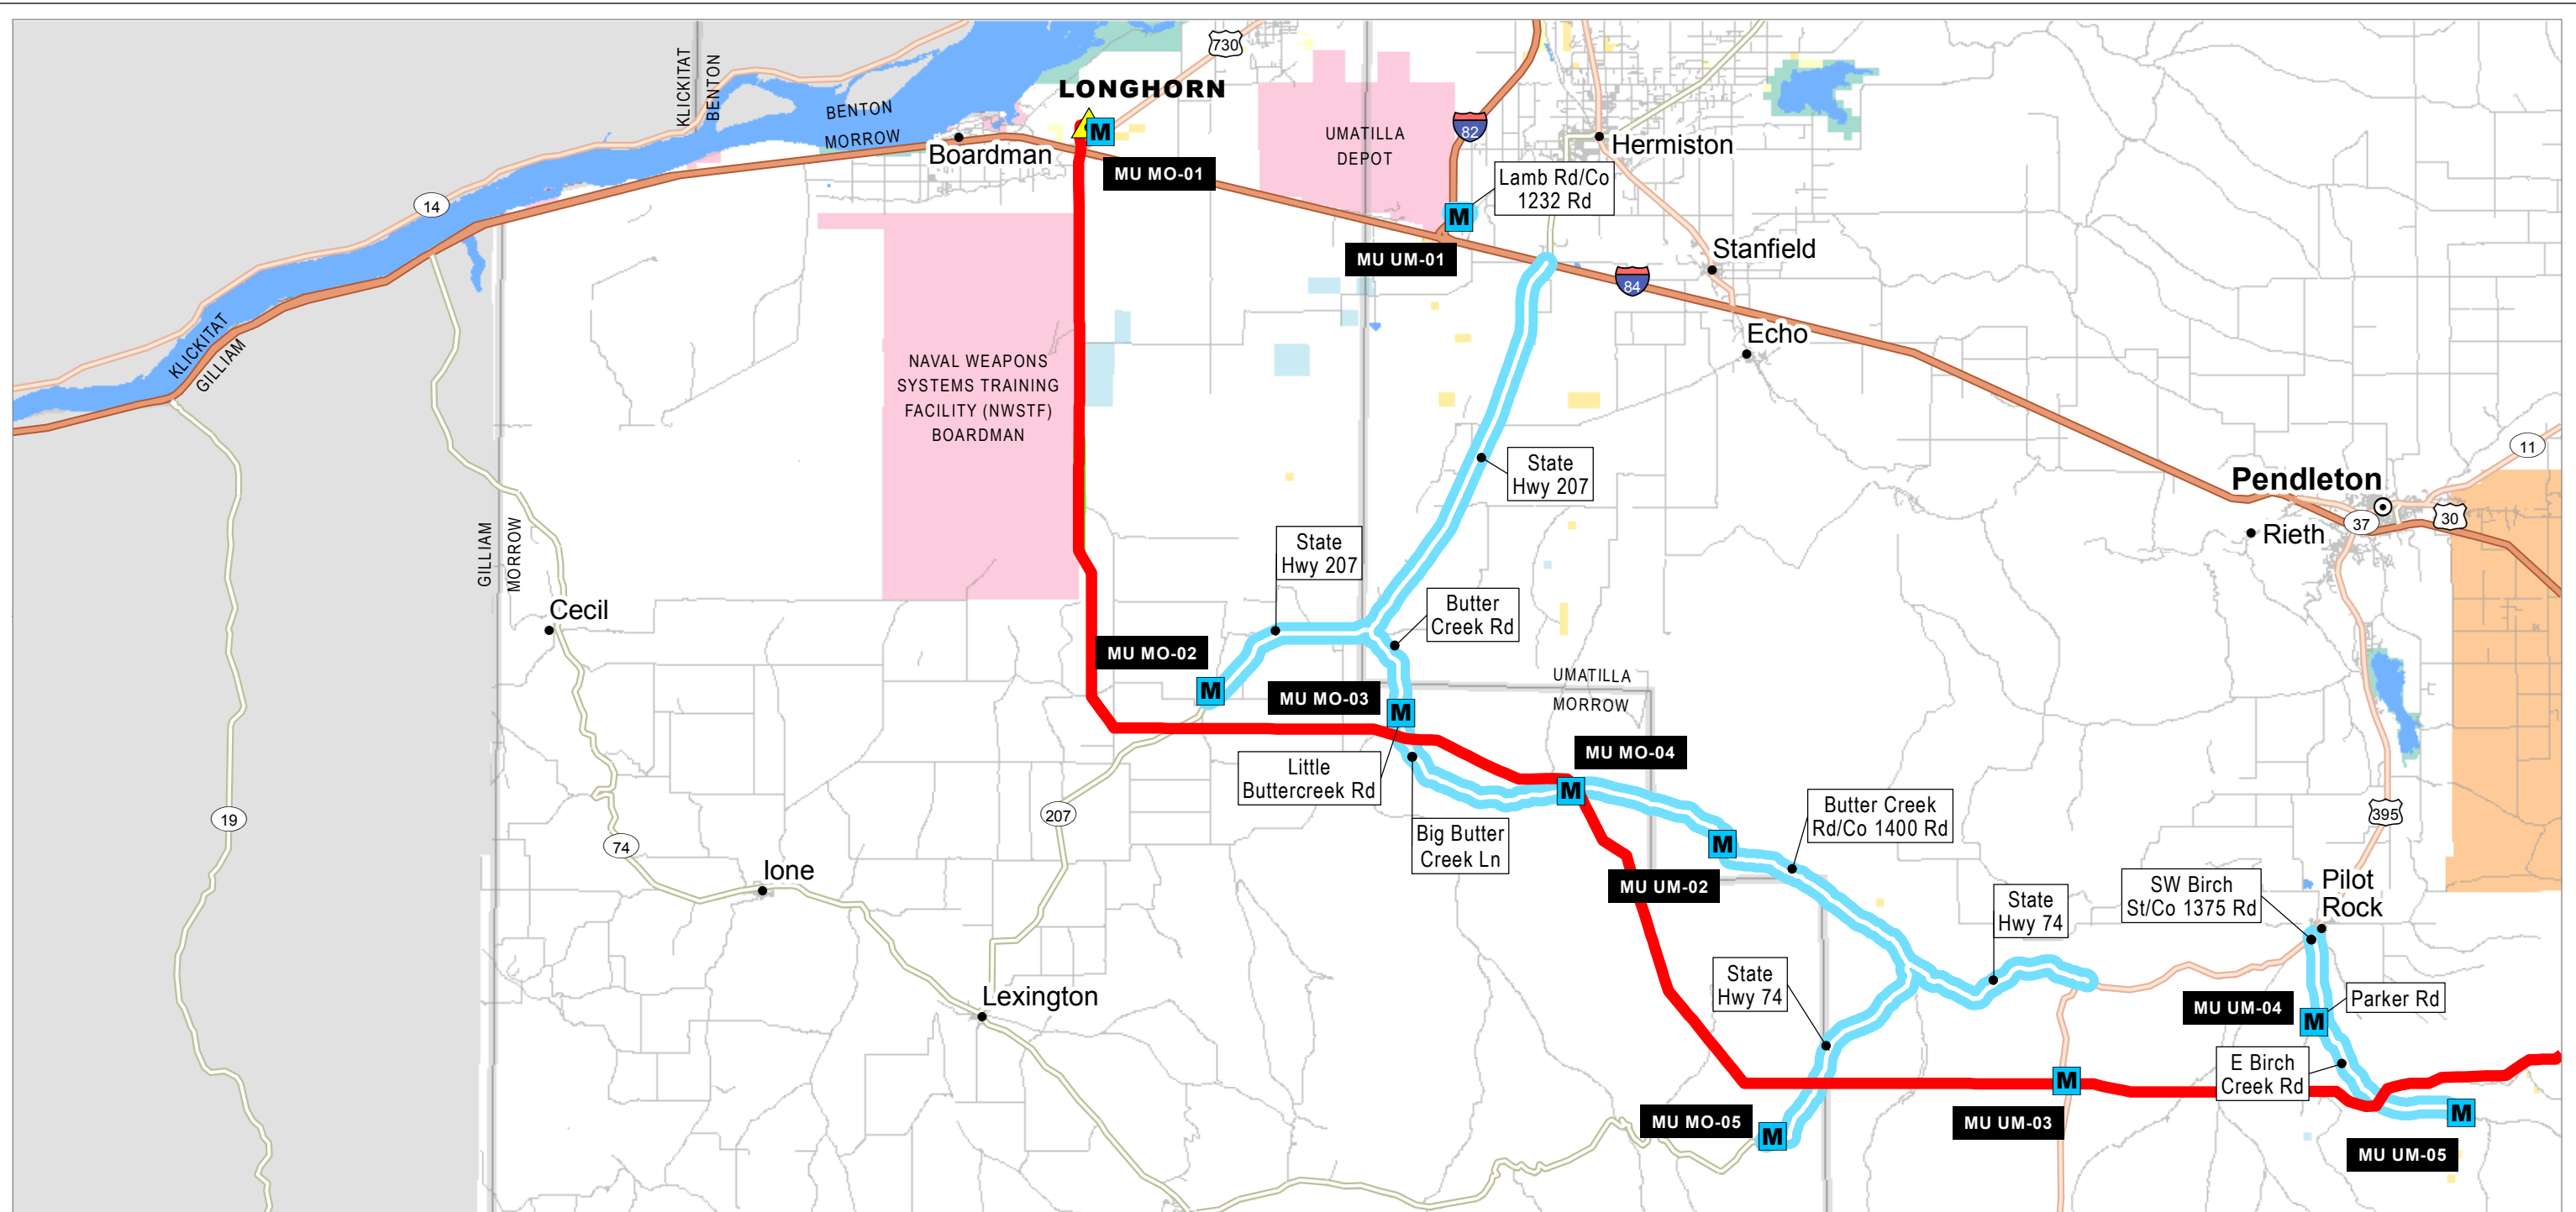 730
LONGHORN
KLICKITAT
BENTON
BENTON
MORROW
M
Boardman
MU MO-01
UMATILLA
DEPOT
82
Hermiston
Lamb Rd/Co
1232 Rd
M
14
MU UM-01
Stanfield
84
Echo
KLICKITAT
GILLIAM
NAVAL WEAPONS
SYSTEMS TRAINING
FACILITY (NWSTF)
BOARDMAN
State
Hwy 207
11
Pendleton
37
30
Rieth
GILLIAM
MORROW
State
Hwy 207
Cecil
Butter
Creek Rd
MU MO-02
M
MU MO-03
M
UMATILLA
MORROW
MU MO-04
Little
Buttercreek Rd
M
19
74
207
Big Butter
Creek Ln
M
Butter Creek
Rd/Co 1400 Rd
395
Ione
MU UM-02
SW Birch
St/Co 1375 Rd
Pilot
Rock
State
Hwy 74
Lexington
State
Hwy 74
MU UM-04
M
Parker Rd
E Birch
Creek Rd
M
MU MO-05
M
MU UM-03
M
MU UM-05